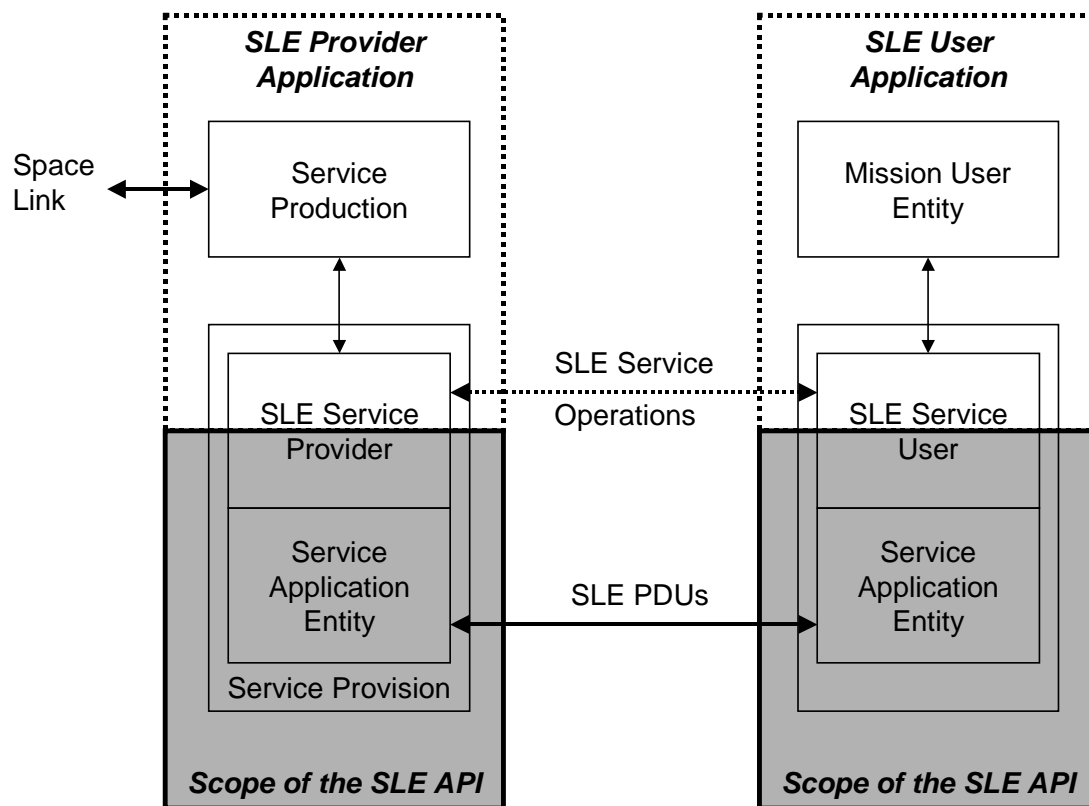 SLE Provider
Application
SLE User
Application
Space
Link
Service
Production
Mission User
Entity
SLE Service
Operations
SLE Service
Provider
SLE Service
User
Service
Application
Entity
SLE PDUs
Service
Application
Entity
Service Provision
Scope of the SLE API
Scope of the SLE API